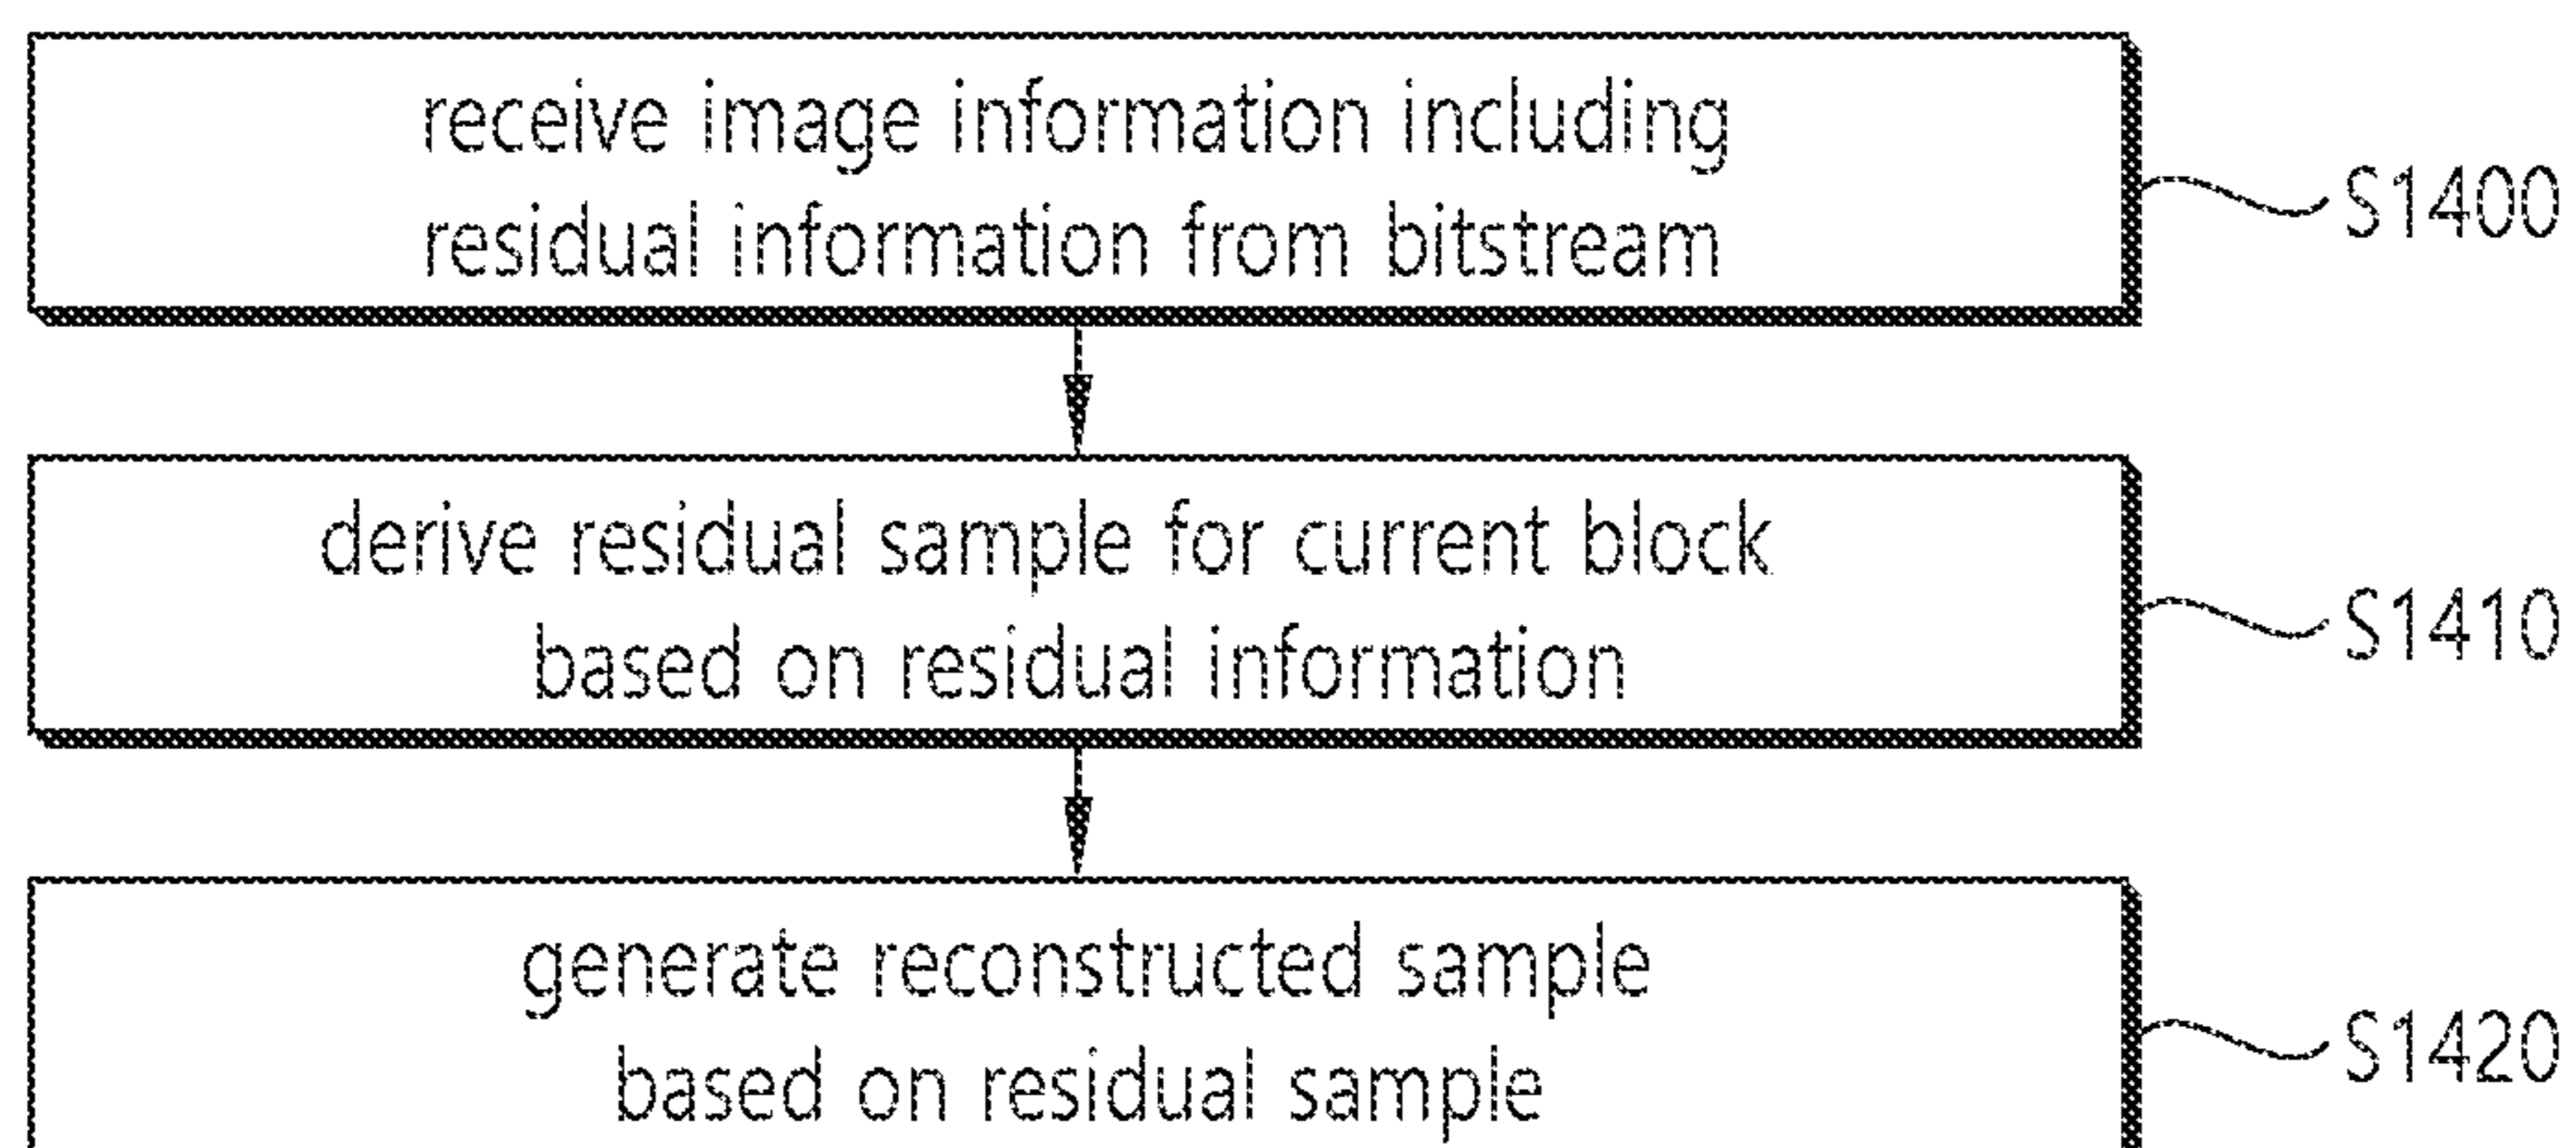 receive image information including
residual information from bitstream
S1400
derive residual sample for current block
based on residual information
S1410
generate reconstructed sample
based on residual sample
S1420